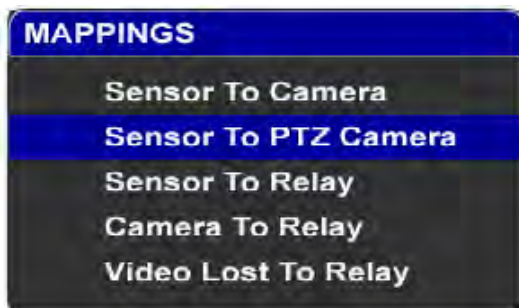 MAPPINGS
Sensor To Camera
Sensor To PTZ Camera
Sensor To Relay
Camera To Relay
Video Lost To Relay